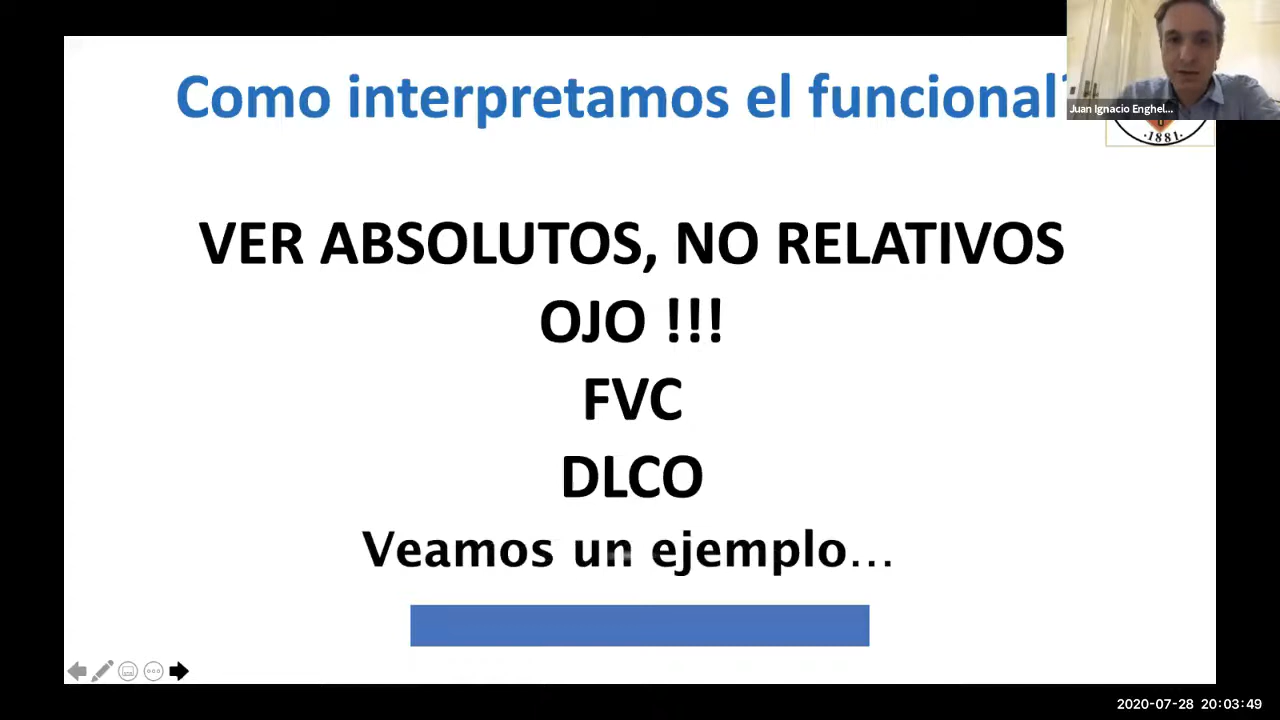 Como interpretamos el funcional?
Juan Ignacio Enghel...
·1881·
VER ABSOLUTOS, NO RELATIVOS
OJO !!!
FVC
DLCO
Veamos un ejemplo...
2020-07-28 20:03:49